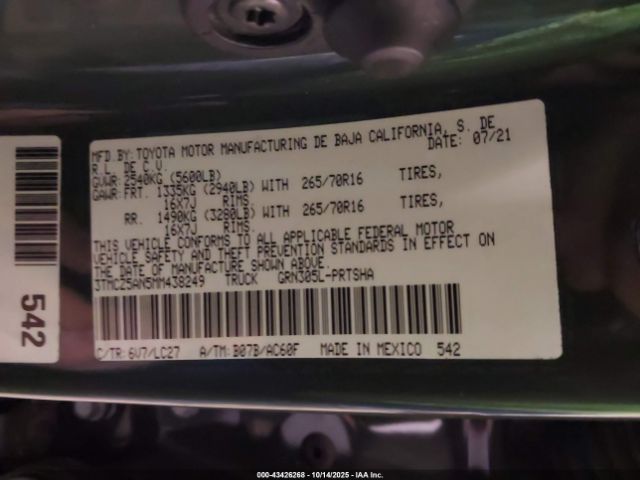 MFD.BY:TOYOTA MOTOR MANUFACTURING DE BAJA CALIFORNIA, S. DE
R.L. DE C.V. DATE: 07/21
GVWR: 2540KG (5600LB)
GAWR:FRT. 1335KG (2940LB) WITH 265/70R16 TIRES,
16X7J RIMS,
RR. 1490KG (3280LB) WITH 265/70R16 TIRES,
16X7J RIMS.
THIS VEHICLE CONFORMS TO ALL APPLICABLE FEDERAL MOTOR
VEHICLE SAFETY AND THEFT PREVENTION STANDARDS IN EFFECT ON
THE DATE OF MANUFACTURE SHOWN ABOVE
3TMCZ5AN5MM438249 TRUCK GRN305L-PRTSHA
C/TR: 6V7/LC27 A/TM: B07B/AC60F MADE IN MEXICO 542
542
000-43426268 | 10/14/2025 | IAA Inc.